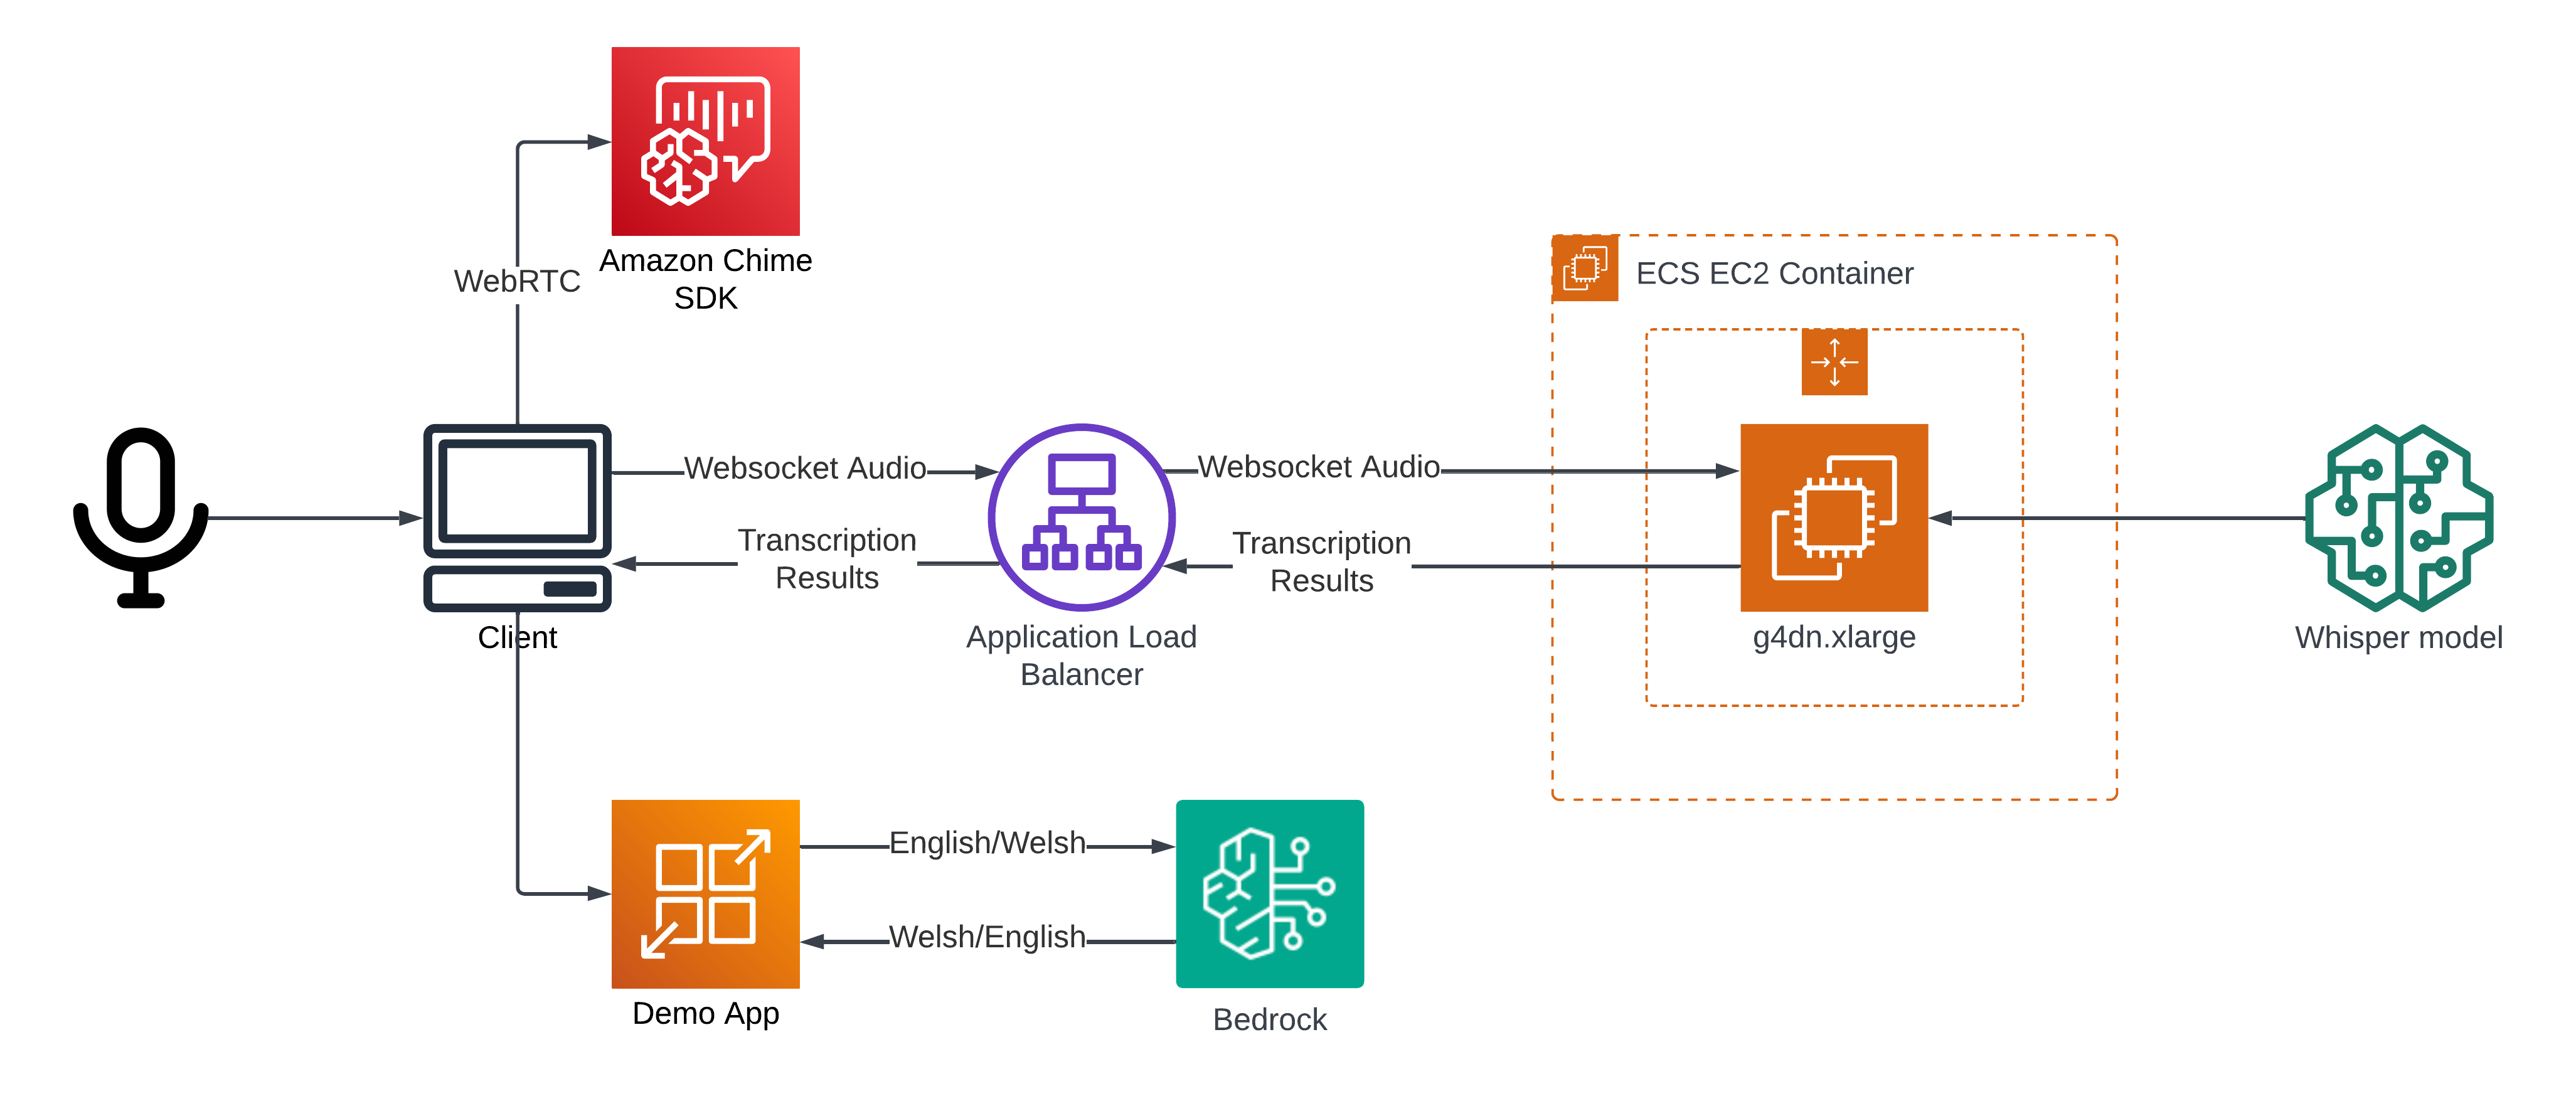 Amazon Chime
SDK
WebRTC
ECS EC2 Container
Websocket Audio
Websocket Audio
Transcription
Results
Transcription
Results
Client
Application Load
Balancer
g4dn.xlarge
Whisper model
English/Welsh
Welsh/English
Demo App
Bedrock